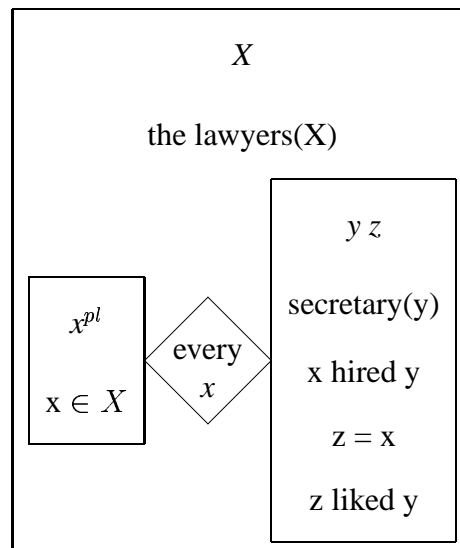 X
the lawyers(X)
x^pl
x ∈ X
every
x
y z
secretary(y)
x hired y
z = x
z liked y